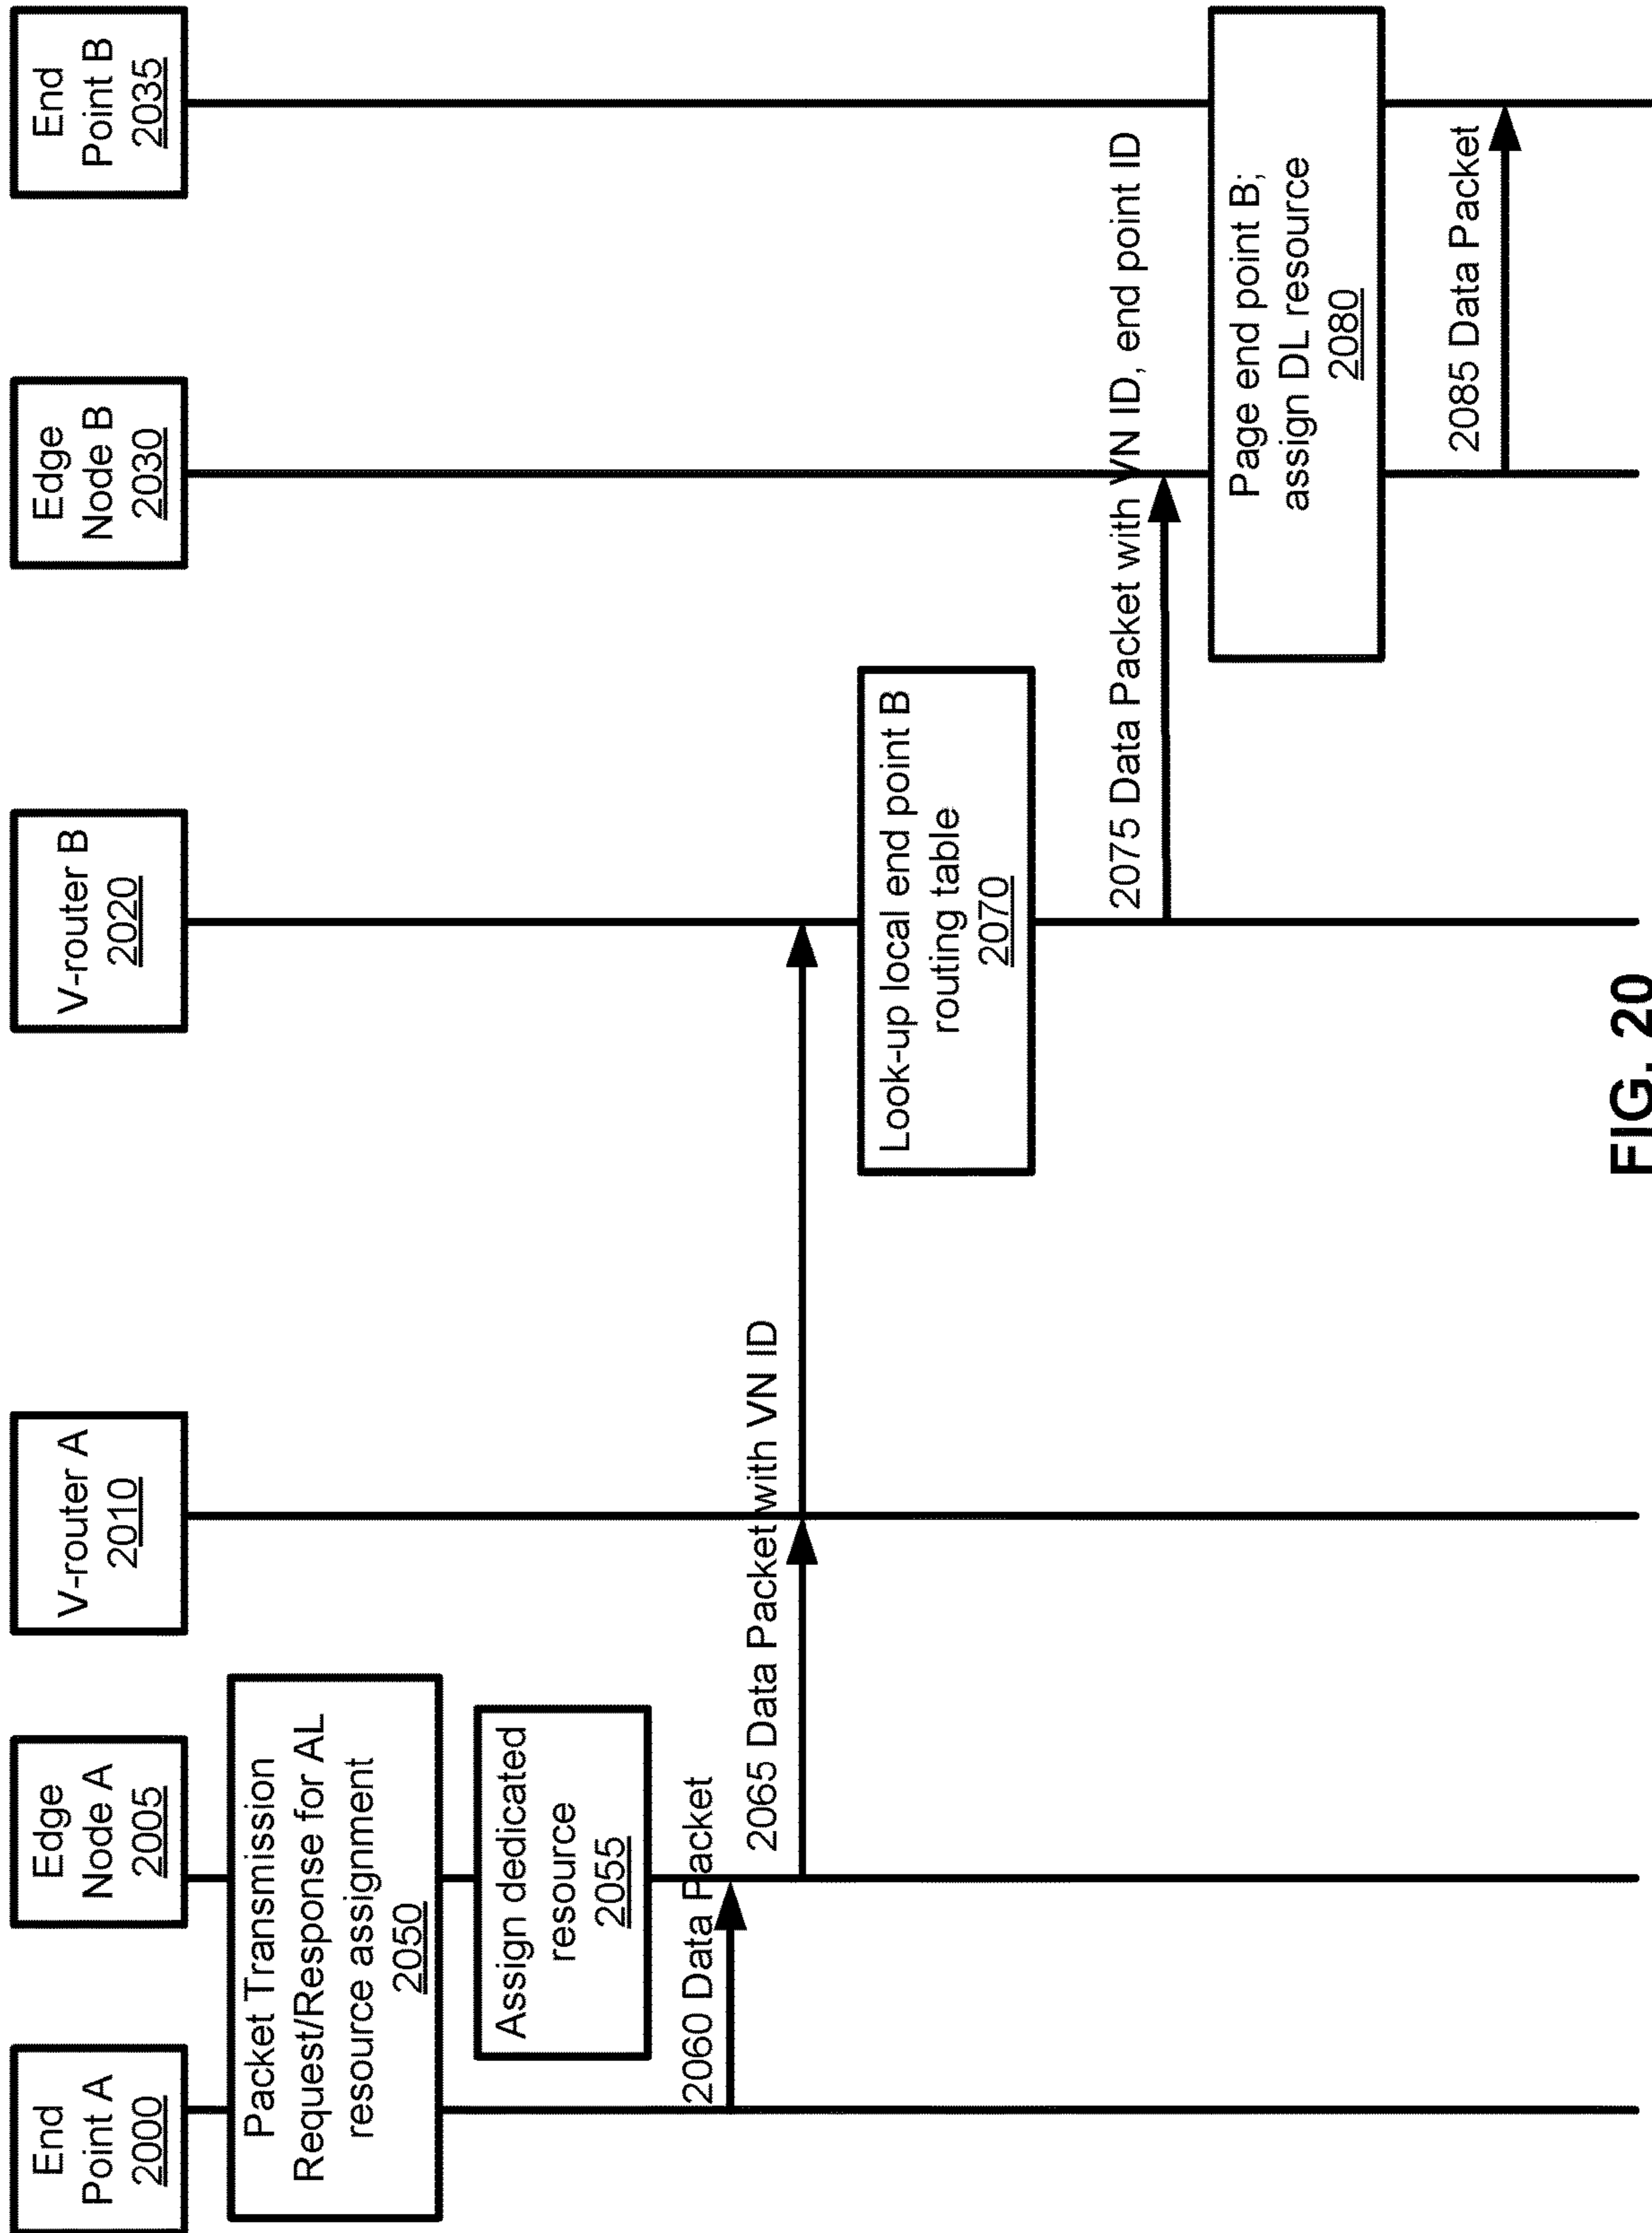 End
Point A
2000
Edge
Node A
2005
V-router A
2010
V-router B
2020
Edge
Node B
2030
End
Point B
2035
Packet Transmission
Request/Response for AL
resource assignment
2050
Assign dedicated
resource
2055
2060 Data Packet
2065 Data Packet with VN ID
Look-up local end point B
routing table
2070
2075 Data Packet with VN ID, end point ID
Page end point B;
assign DL resource
2080
2085 Data Packet
FIG. 20